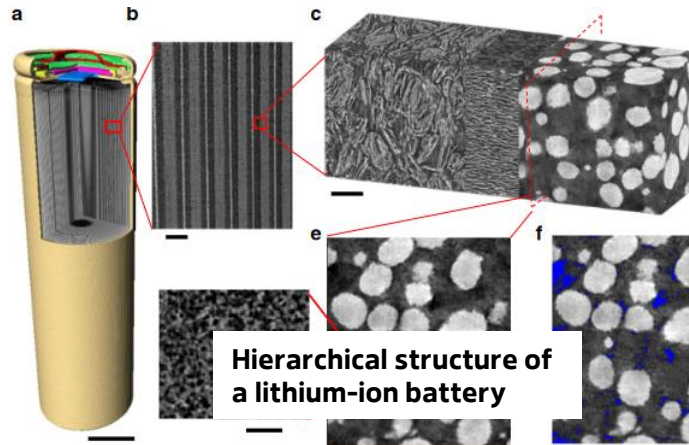 a
b
c
e
f
Hierarchical structure of
a lithium-ion battery